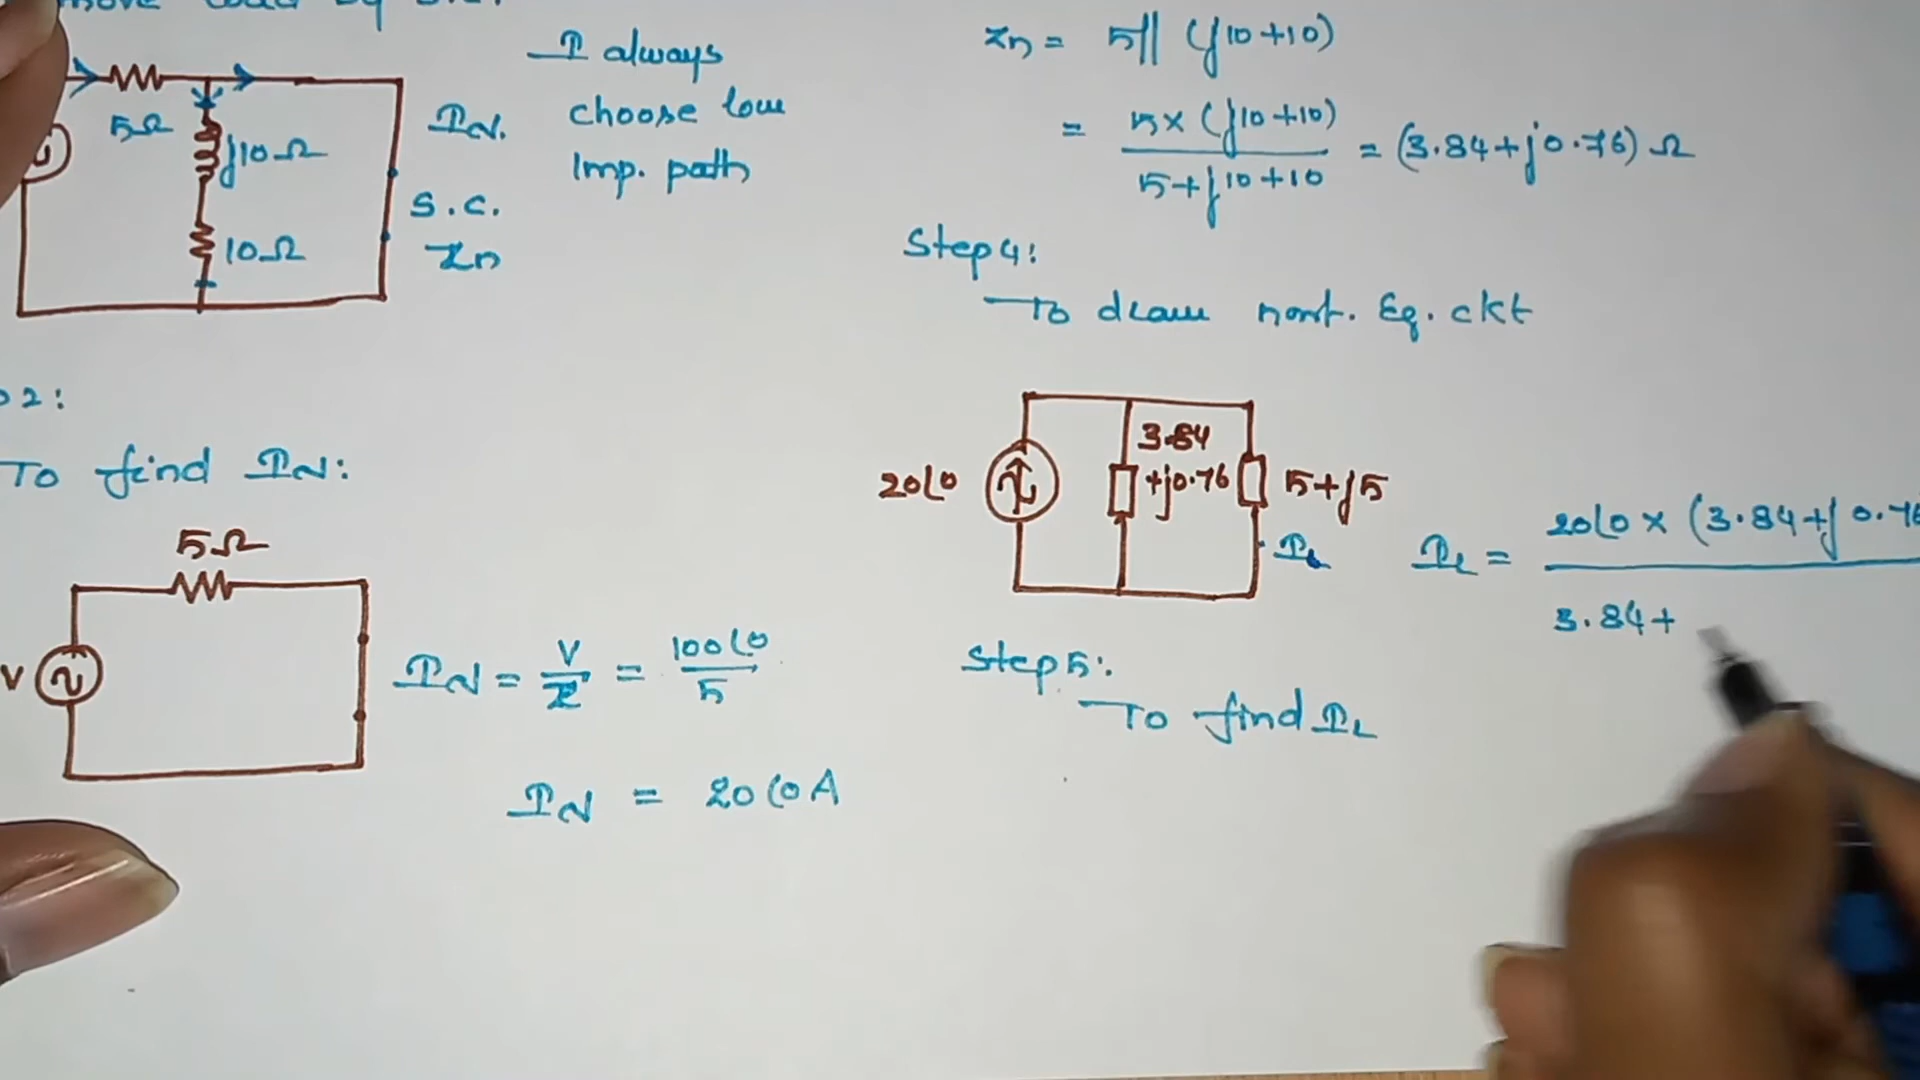 5Ω
j10Ω
10Ω
IN.
S.C.
Zn
I always
choose low
Imp. path
2:
To find IN:
5Ω
V
IN = V/Z = 100∠0/5
IN = 20∠0A
Zn = 5|| (j10+10)
= 5×(j10+10)/5+j10+10 = (3.84+j0.76)Ω
Step4:
To draw nort. Eq. ckt
20∠0
3.84
+j0.76
5+j5
IL
IL = 20∠0 × (3.84+j0.76
3.84+
Step5:
To find IL